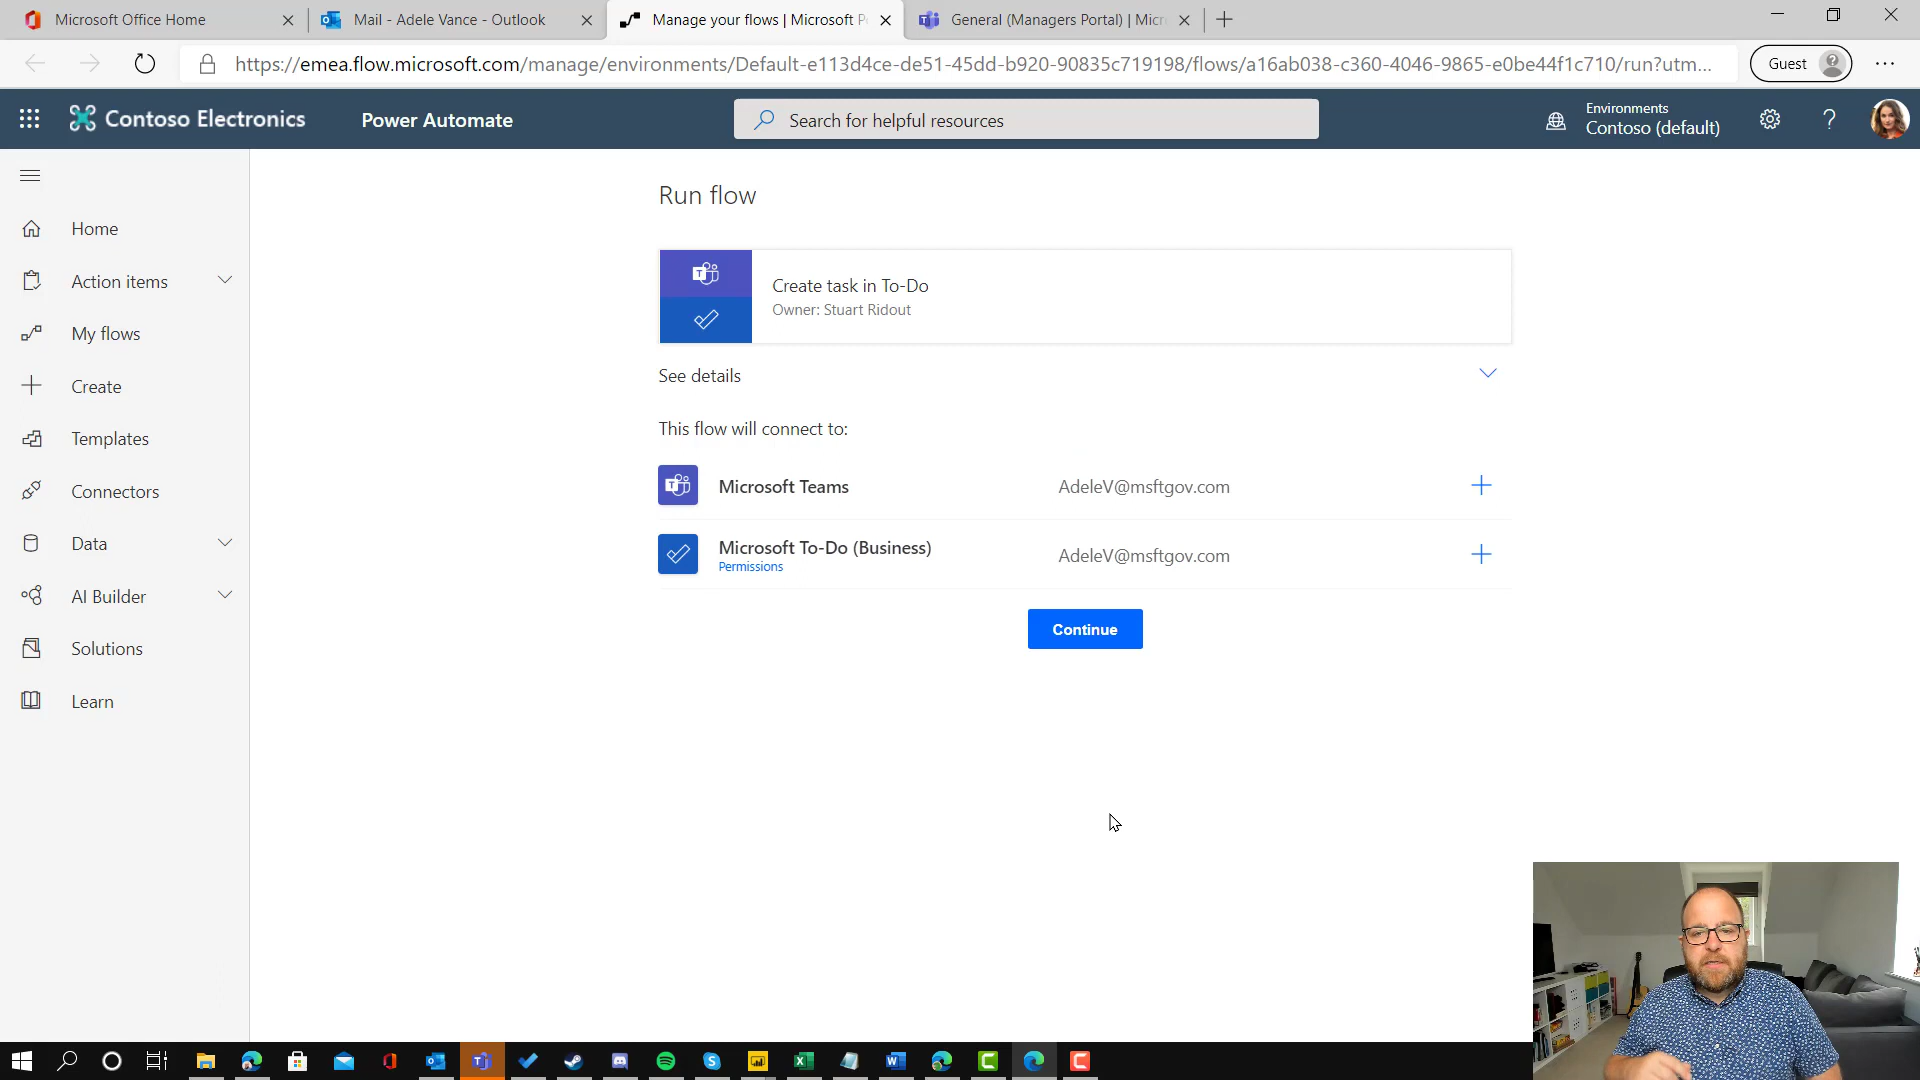 Microsoft Office Home
Mail - Adele Vance - Outlook
Manage your flows | Microsoft P
General (Managers Portal) | Micr
https://emea.flow.microsoft.com/manage/environments/Default-e113d4ce-de51-45dd-b920-90835c719198/flows/a16ab038-c360-4046-9865-e0be44f1c710/run?utm...
Guest
Contoso Electronics
Power Automate
Search for helpful resources
Environments
Contoso (default)
Home
Action items
My flows
Create
Templates
Connectors
Data
AI Builder
Solutions
Learn
Run flow
Create task in To-Do
Owner: Stuart Ridout
See details
This flow will connect to:
Microsoft Teams
AdeleV@msftgov.com
Microsoft To-Do (Business)
Permissions
AdeleV@msftgov.com
Continue